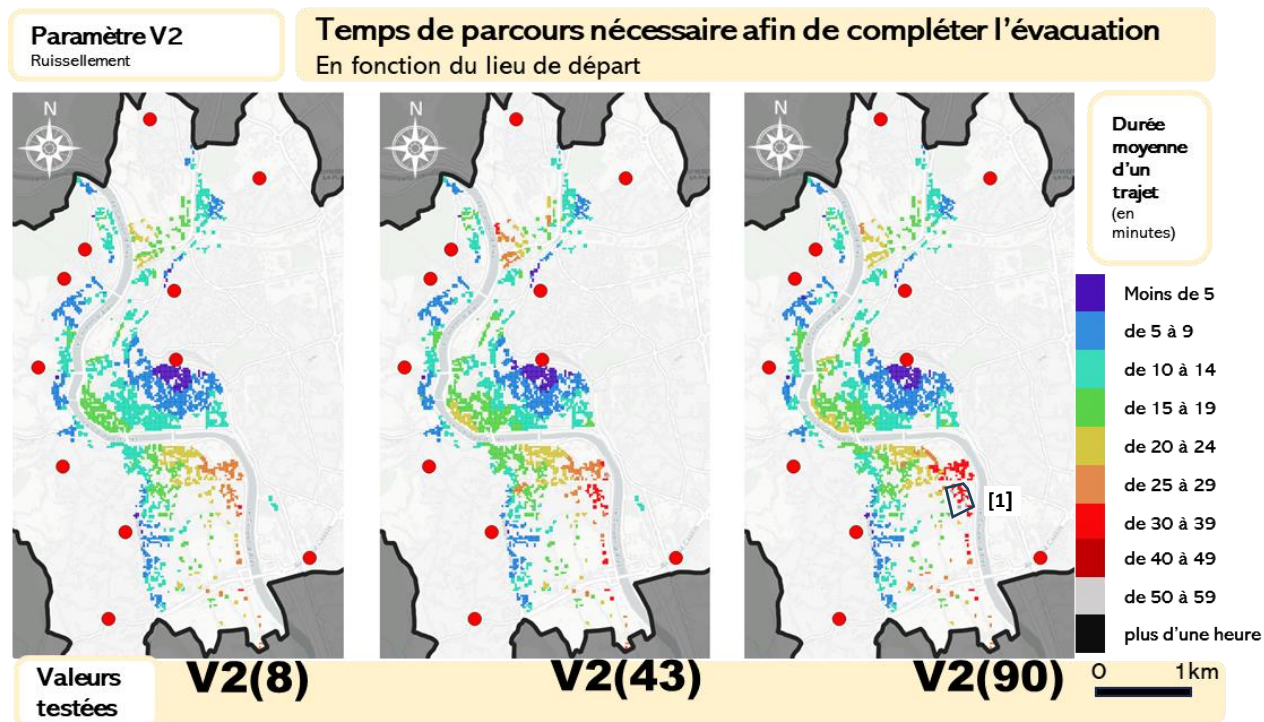 Paramètre V2
Ruissellement
Temps de parcours nécessaire afin de compléter l'évacuation
En fonction du lieu de départ
N
N
N
Durée
moyenne
d'un
trajet
(en
minutes)
Moins de 5
de 5 à 9
de 10 à 14
de 15 à 19
de 20 à 24
de 25 à 29
de 30 à 39
de 40 à 49
de 50 à 59
plus d'une heure
[1]
Valeurs
testées
V2(8)
V2(43)
V2(90)
0 1km